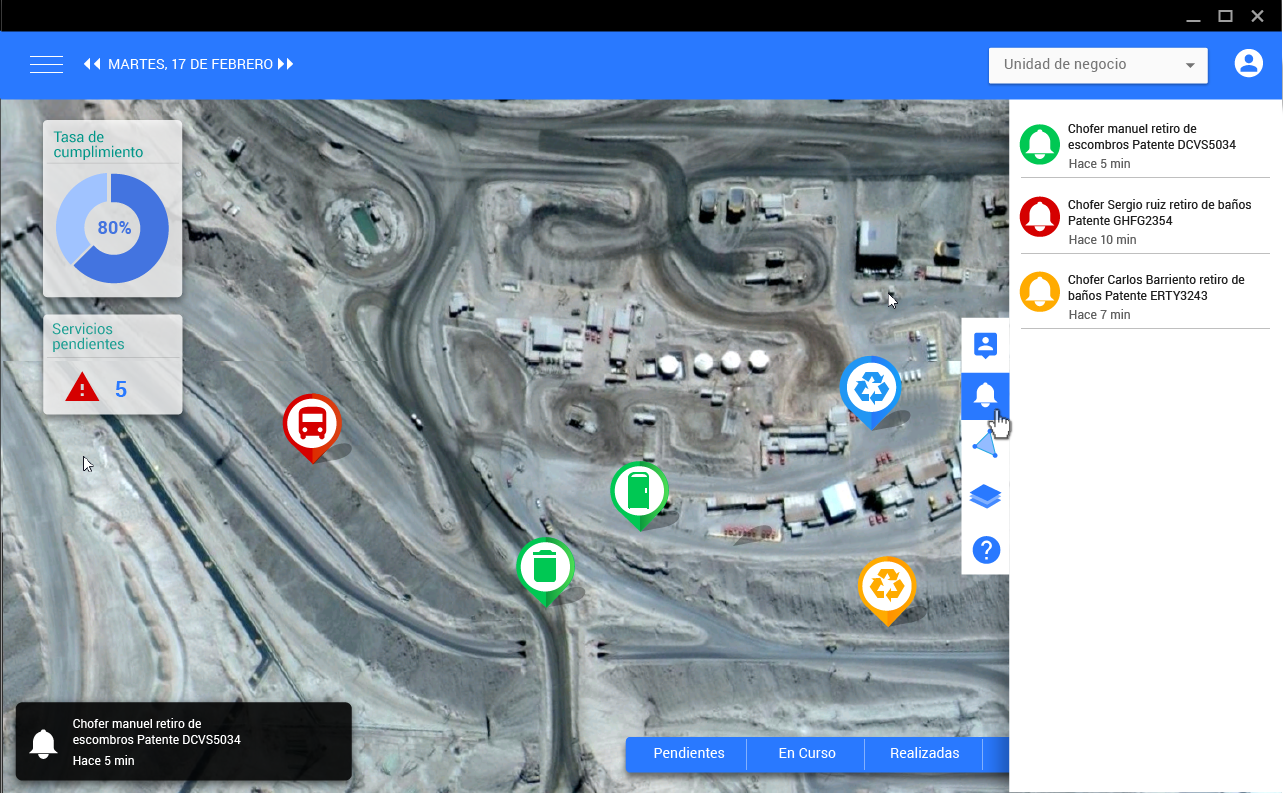 MARTES, 17 DE FEBRERO
Unidad de negocio
Tasa de
cumplimiento
80%
Servicios
pendientes
5
Chofer manuel retiro de
escombros Patente DCVS5034
Hace 5 min
Chofer Sergio ruiz retiro de baños
Patente GHFG2354
Hace 10 min
Chofer Carlos Barriento retiro de
baños Patente ERTY3243
Hace 7 min
Chofer manuel retiro de
escombros Patente DCVS5034
Hace 5 min
Pendientes
En Curso
Realizadas